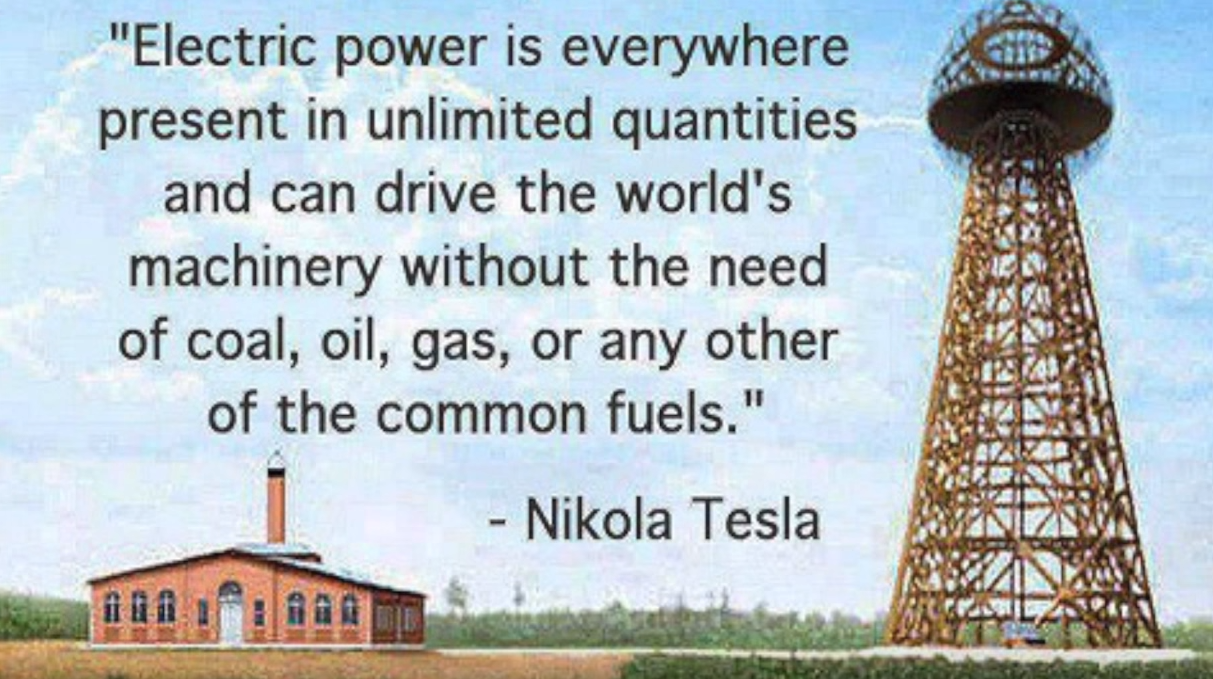 "Electric power is everywhere
present in unlimited quantities
and can drive the world's
machinery without the need
of coal, oil, gas, or any other
of the common fuels."
- Nikola Tesla